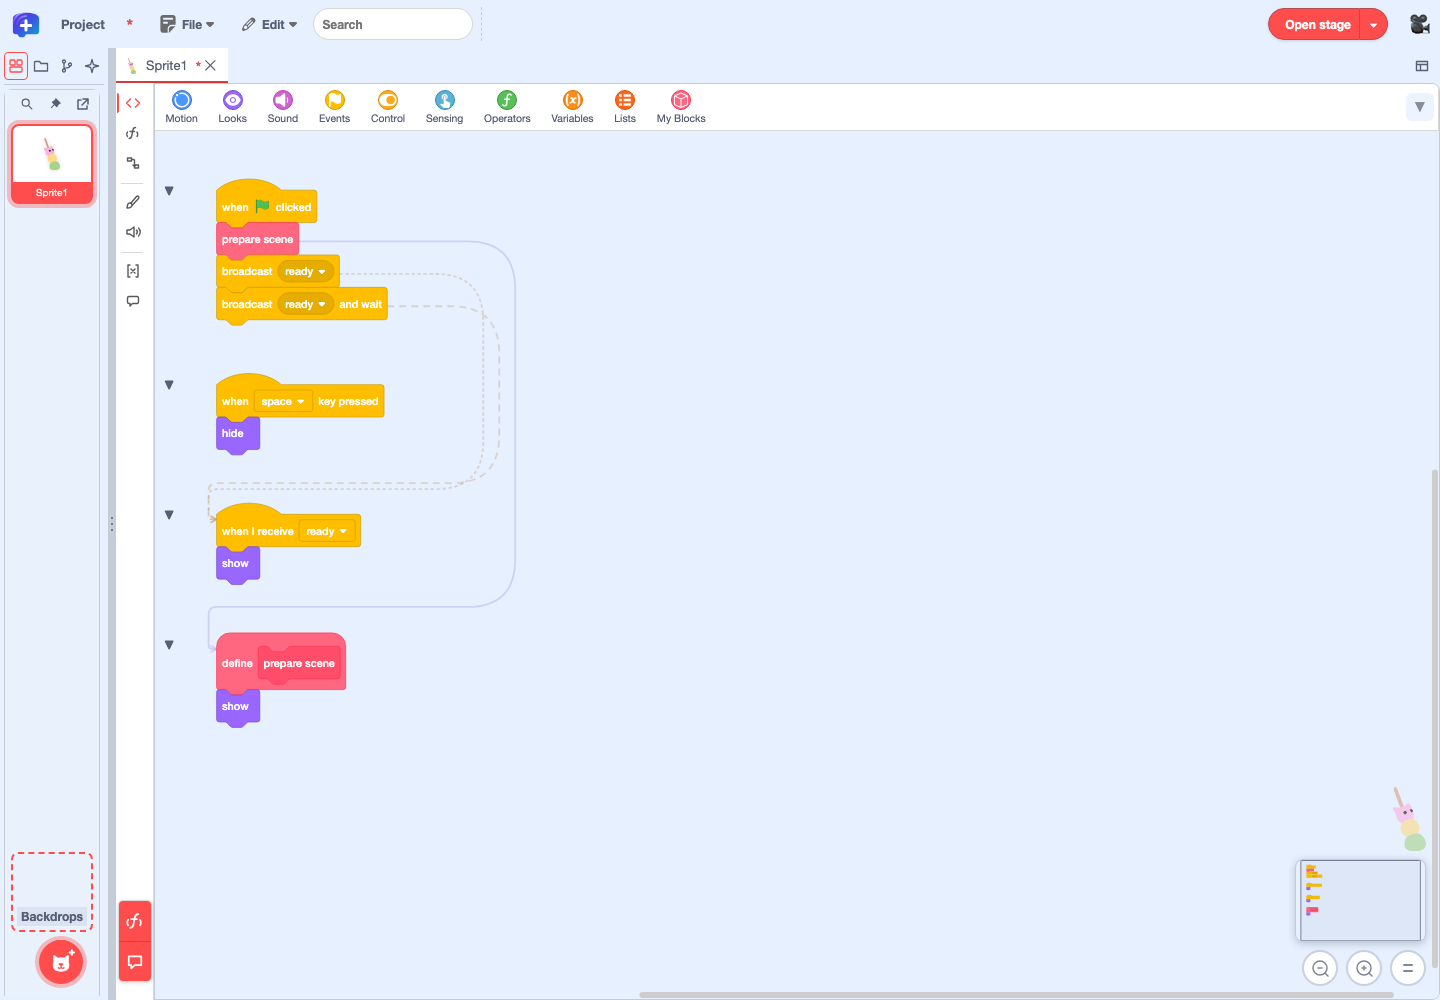 Project * File Edit Search Open stage
Sprite1 *
Motion Looks Sound Events Control Sensing Operators Variables Lists My Blocks
Sprite1
when clicked
prepare scene
broadcast ready
broadcast ready and wait
when space key pressed
hide
when I receive ready
show
define prepare scene
show
Backdrops